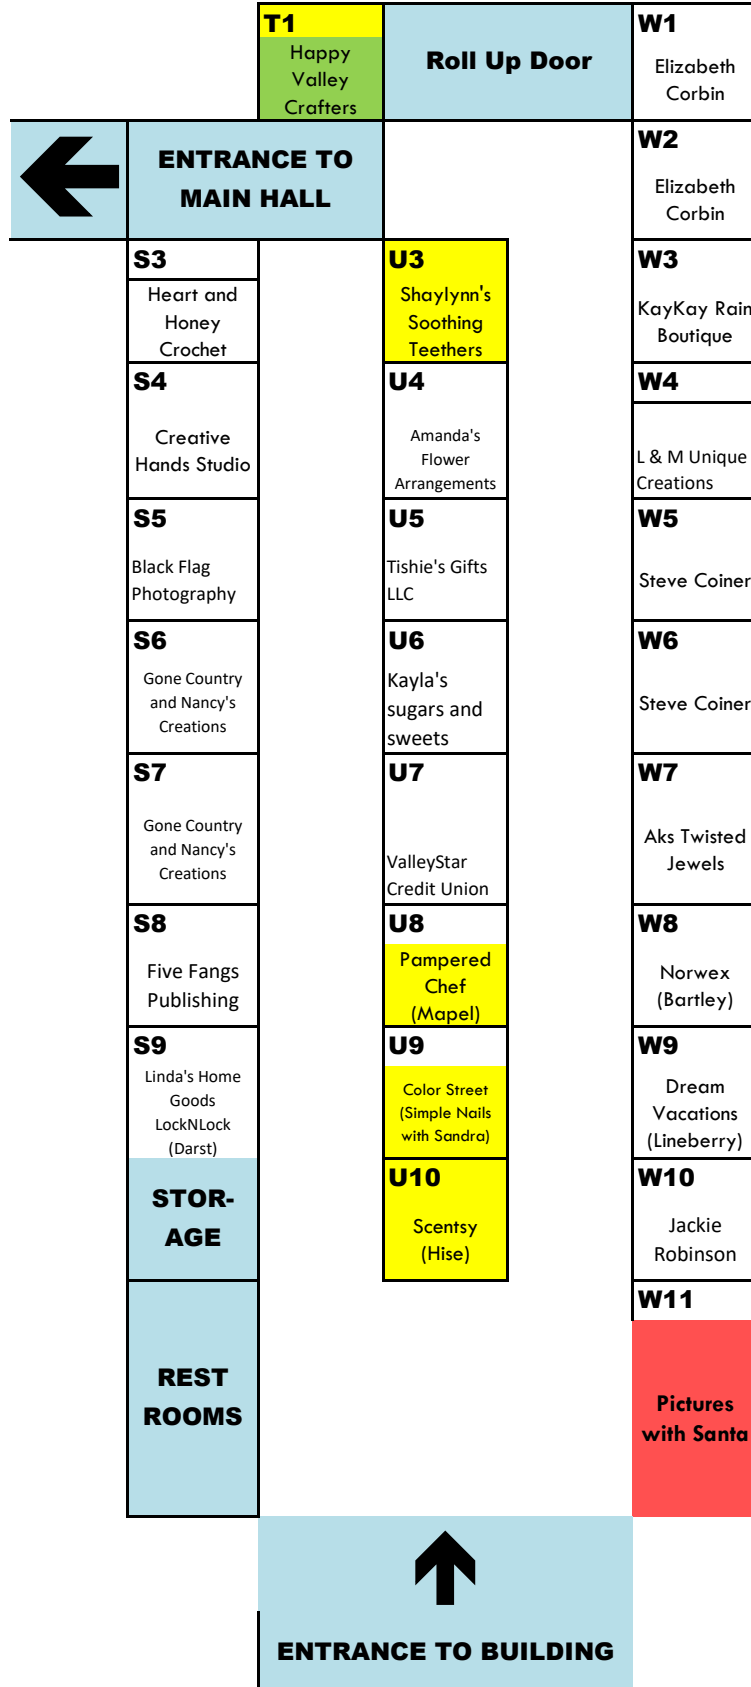 T1
Happy
Valley
Crafters
Roll Up Door
W1
Elizabeth
Corbin
ENTRANCE TO
MAIN HALL
W2
Elizabeth
Corbin
S3
Heart and
Honey
Crochet
U3
Shaylynn's
Soothing
Teethers
W3
KayKay Rain
Boutique
S4
Creative
Hands Studio
U4
Amanda's
Flower
Arrangements
W4
L & M Unique
Creations
S5
Black Flag
Photography
U5
Tishie's Gifts
LLC
W5
Steve Coiner
S6
Gone Country
and Nancy's
Creations
U6
Kayla's
sugars and
sweets
W6
Steve Coiner
S7
Gone Country
and Nancy's
Creations
U7
ValleyStar
Credit Union
W7
Aks Twisted
Jewels
S8
Five Fangs
Publishing
U8
Pampered
Chef
(Mapel)
W8
Norwex
(Bartley)
S9
Linda's Home
Goods
LockNLock
(Darst)
U9
Color Street
(Simple Nails
with Sandra)
W9
Dream
Vacations
(Lineberry)
STOR-
AGE
U10
Scentsy
(Hise)
W10
Jackie
Robinson
REST
ROOMS
W11
Pictures
with Santa
ENTRANCE TO BUILDING